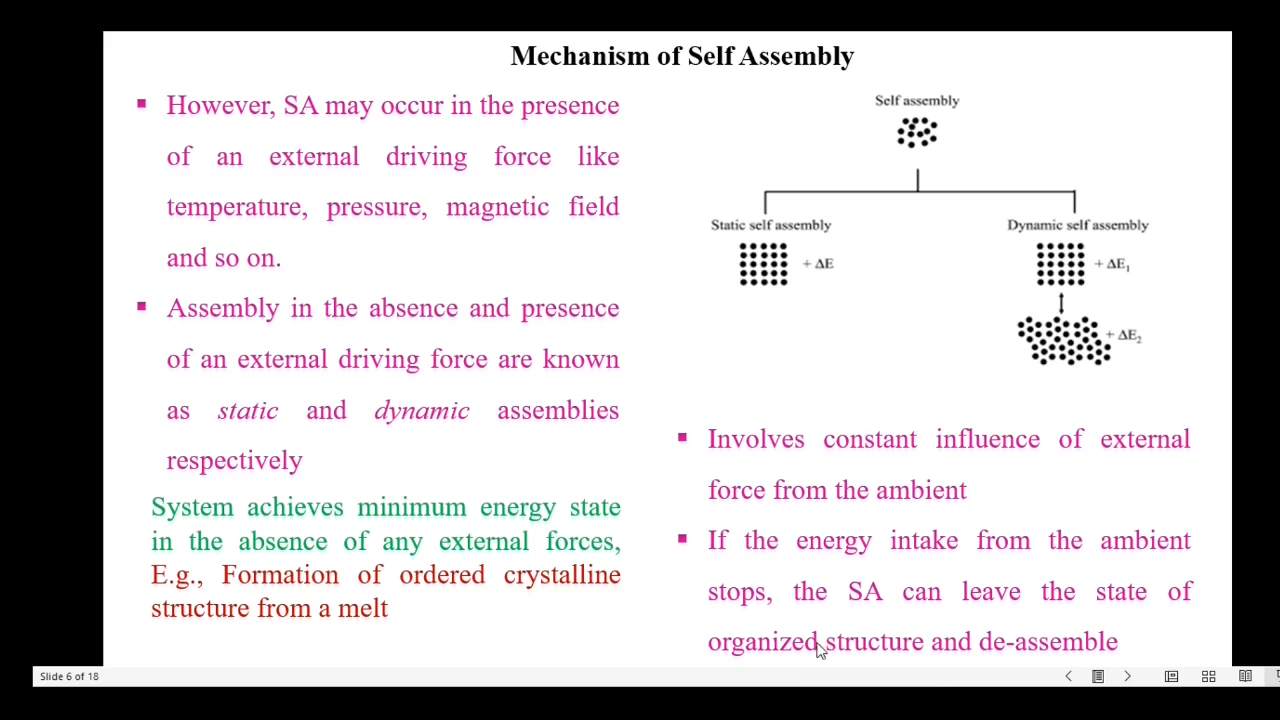 Mechanism of Self Assembly
▪ However, SA may occur in the presence
of an external driving force like
temperature, pressure, magnetic field
and so on.
▪ Assembly in the absence and presence
of an external driving force are known
as static and dynamic assemblies
respectively
System achieves minimum energy state
in the absence of any external forces,
E.g., Formation of ordered crystalline
structure from a melt
Self assembly
Static self assembly
+ ΔE
Dynamic self assembly
+ ΔE₁
+ ΔE₂
▪ Involves constant influence of external
force from the ambient
▪ If the energy intake from the ambient
stops, the SA can leave the state of
organized structure and de-assemble
Slide 6 of 18